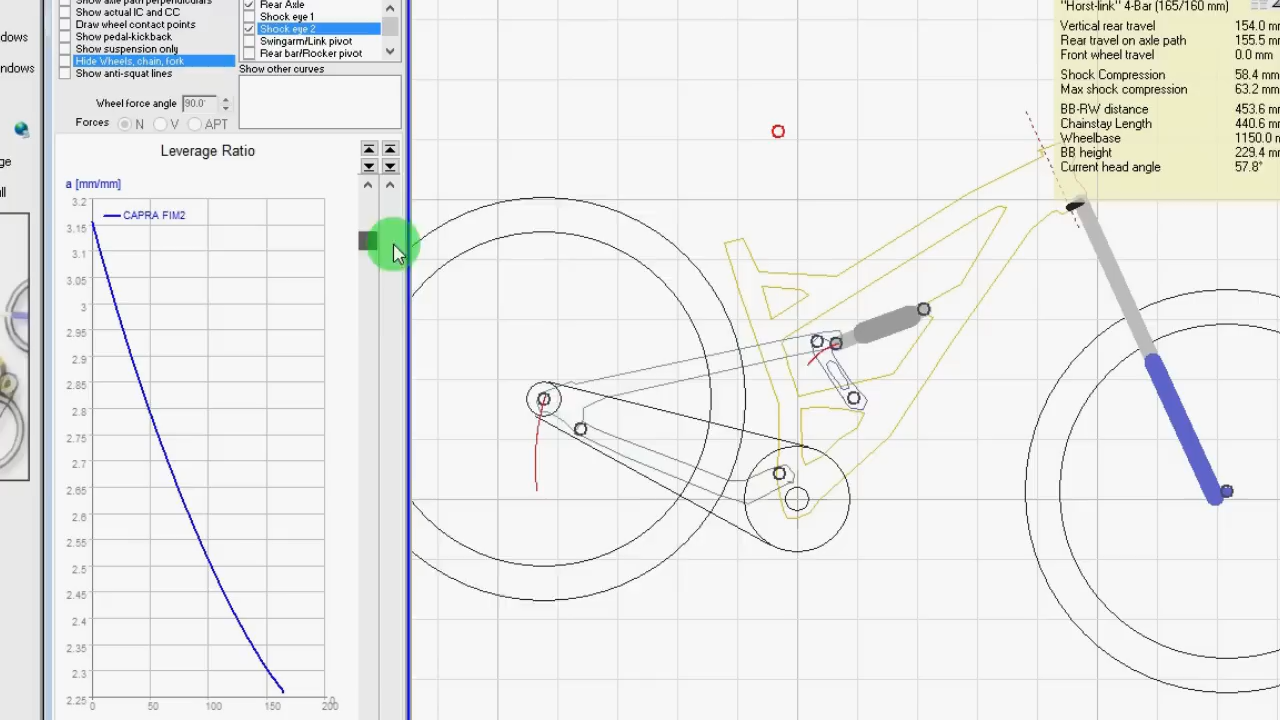 dows
ndows
ge
ll
Show axle path perpendiculars
Show actual IC and CC
Draw wheel contact points
Show pedal-kickback
Show suspension only
Hide Wheels, chain, fork
Show anti-squat lines
Rear Axle
Shock eye 1
Shock eye 2
Swingarm/Link pivot
Rear bar/Rocker pivot
Show other curves
Wheel force angle 90.0°
Forces N V APT
Leverage Ratio
a [mm/mm]
CAPRA FIM2
3.2
3.15
3.1
3.05
3
2.95
2.9
2.85
2.8
2.75
2.7
2.65
2.6
2.55
2.5
2.45
2.4
2.35
2.3
2.25
0 50 100 150 200
"Horst-link" 4-Bar (165/160 mm)
Vertical rear travel 154.0 m
Rear travel on axle path 155.5 m
Front wheel travel 0.0 m
Shock Compression 58.4 mm
Max shock compression 63.2 mm
BB-RW distance 453.6 m
Chainstay Length 440.6 m
Wheelbase 1150.0 m
BB height 229.4 m
Current head angle 57.8°